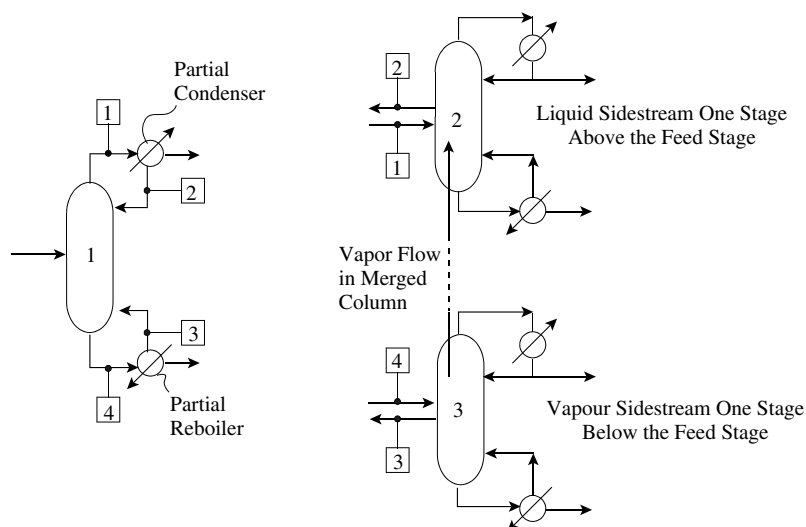 Partial
Condenser
1
2
1
3
4
Partial
Reboiler
2
1
2
Liquid Sidestream One Stage
Above the Feed Stage
Vapor Flow
in Merged
Column
4
3
3
Vapour Sidestream One Stage
Below the Feed Stage